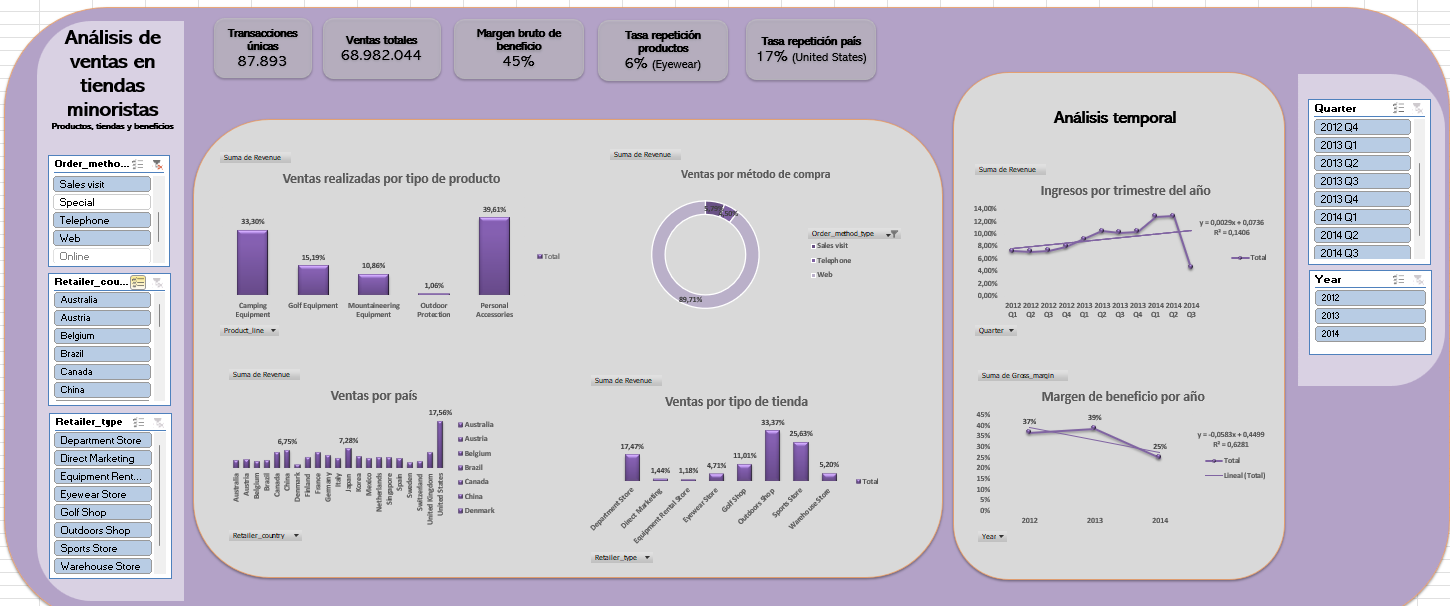 Análisis de
ventas en
tiendas
minoristas
Productos, tiendas y beneficios
Transacciones
únicas
87.893
Ventas totales
68.982.044
Margen bruto de
beneficio
45%
Tasa repetición
productos
6% (Eyewear)
Tasa repetición país
17% (United States)
Order_metho...
Sales visit
Special
Telephone
Web
Online
Retailer_cou...
Australia
Austria
Belgium
Brazil
Canada
China
Retailer_type
Department Store
Direct Marketing
Equipment Rent...
Eyewear Store
Golf Shop
Outdoors Shop
Sports Store
Warehouse Store
Suma de Revenue
Ventas realizadas por tipo de producto
33,30%
15,19%
10,86%
1,06%
39,61%
Camping Equipment
Golf Equipment
Mountaineering Equipment
Outdoor Protection
Personal Accessories
Total
Product_line
Suma de Revenue
Ventas por método de compra
89,71%
Order_method_type
Sales visit
Telephone
Web
Suma de Revenue
Ventas por país
6,75%
7,28%
17,56%
Australia
Austria
Belgium
Brazil
Canada
China
Denmark
Finland
France
Germany
Italy
Japan
Korea
Mexico
Netherlands
Singapore
Spain
Sweden
Switzerland
United Kingdom
United States
Australia
Austria
Belgium
Brazil
Canada
China
Denmark
Retailer_country
Suma de Revenue
Ventas por tipo de tienda
17,47%
1,44%
1,18%
4,71%
11,01%
33,37%
25,63%
5,20%
Department Store
Direct Marketing
Equipment Rental Store
Eyewear Store
Golf Shop
Outdoors Shop
Sports Store
Warehouse Store
Total
Retailer_type
Análisis temporal
Suma de Revenue
Ingresos por trimestre del año
14,00%
12,00%
10,00%
8,00%
6,00%
4,00%
2,00%
0,00%
y = 0,0029x + 0,0736
R² = 0,1406
Total
2012 2012 2012 2012 2013 2013 2013 2013 2014 2014 2014
Q1 Q2 Q3 Q4 Q1 Q2 Q3 Q4 Q1 Q2 Q3
Quarter
Suma de Gross_margin
Margen de beneficio por año
45%
40%
35%
30%
25%
20%
15%
10%
5%
0%
37%
39%
25%
y = -0,0583x + 0,4499
R² = 0,6281
Total
Lineal (Total)
2012 2013 2014
Year
Quarter
2012 Q4
2013 Q1
2013 Q2
2013 Q3
2013 Q4
2014 Q1
2014 Q2
2014 Q3
Year
2012
2013
2014